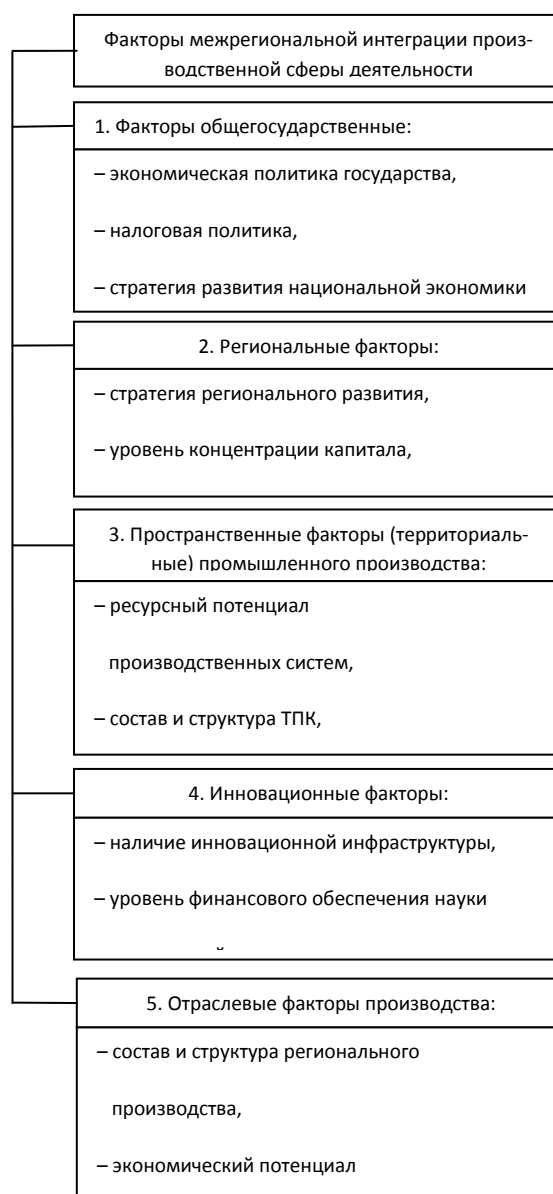 Факторы межрегиональной интеграции произ-
водственной сферы деятельности
1. Факторы общегосударственные:
– экономическая политика государства,
– налоговая политика,
– стратегия развития национальной экономики
2. Региональные факторы:
– стратегия регионального развития,
– уровень концентрации капитала,
3. Пространственные факторы (территориаль-
ные) промышленного производства:
– ресурсный потенциал
производственных систем,
– состав и структура ТПК,
4. Инновационные факторы:
– наличие инновационной инфраструктуры,
– уровень финансового обеспечения науки
5. Отраслевые факторы производства:
– состав и структура регионального
производства,
– экономический потенциал